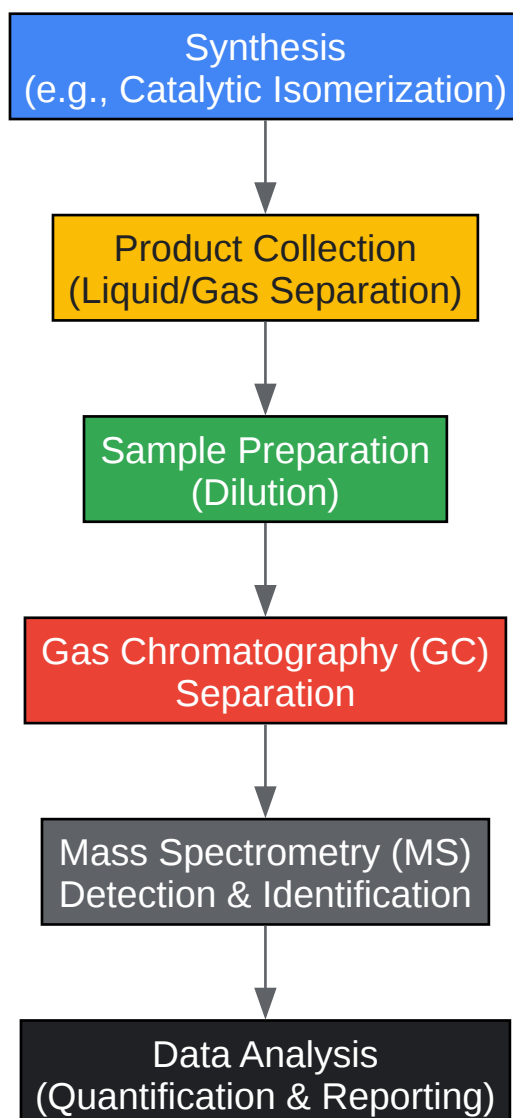 Synthesis
(e.g., Catalytic Isomerization)
Product Collection
(Liquid/Gas Separation)
Sample Preparation
(Dilution)
Gas Chromatography (GC)
Separation
Mass Spectrometry (MS)
Detection & Identification
Data Analysis
(Quantification & Reporting)